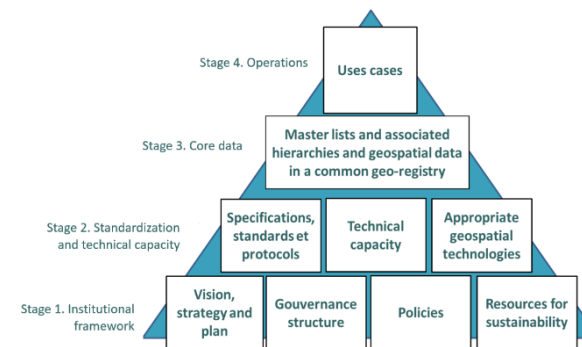 Stage 4. Operations
Uses cases
Stage 3. Core data
Master lists and associated
hierarchies and geospatial data
in a common geo-registry
Stage 2. Standardization
and technical capacity
Specifications,
standards et
protocols
Technical
capacity
Appropriate
geospatial
technologies
Stage 1. Institutional
framework
Vision,
strategy and
plan
Gouvernance
structure
Policies
Resources for
sustainability